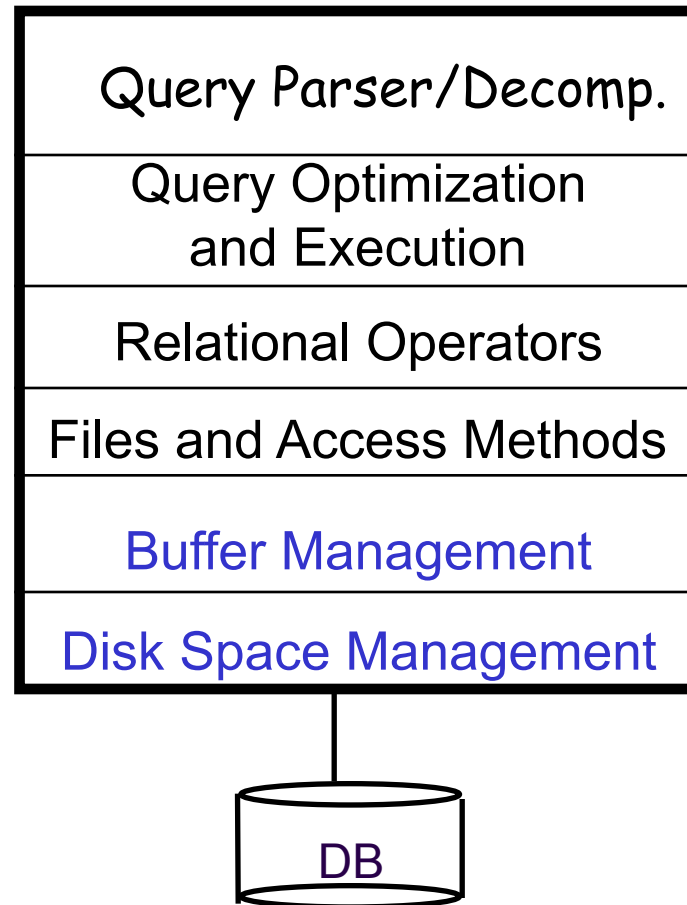 Query Parser/Decomp.
Query Optimization
and Execution
Relational Operators
Files and Access Methods
Buffer Management
Disk Space Management
DB